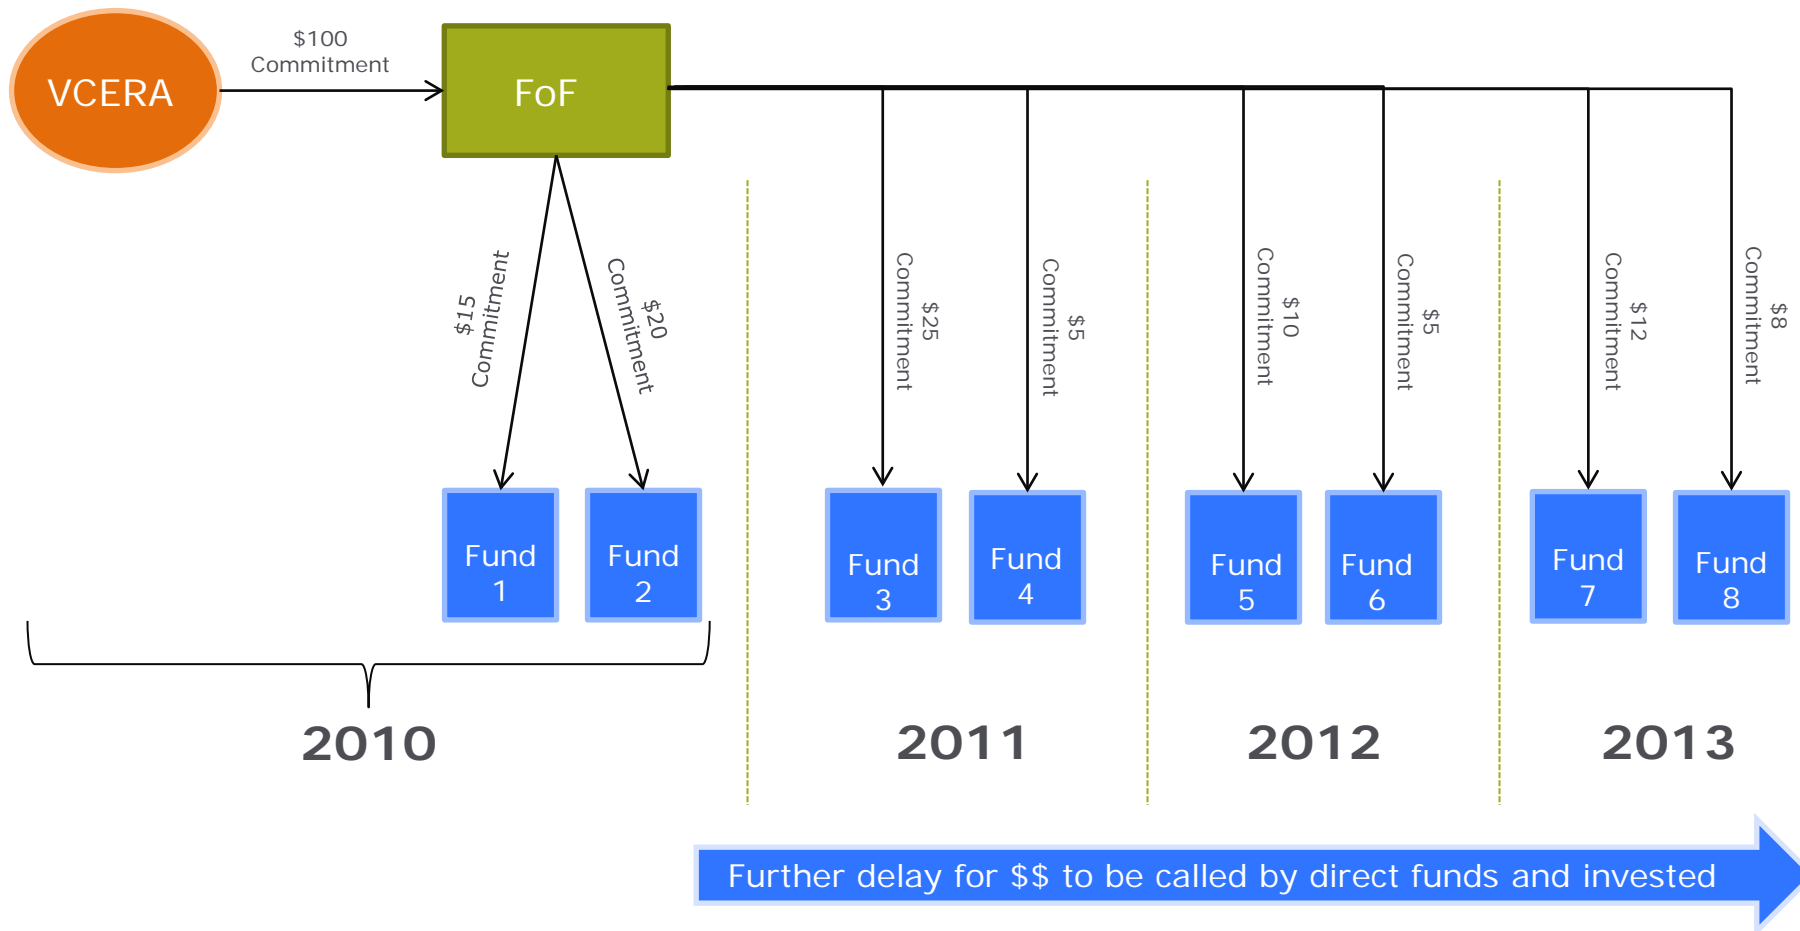 $100
Commitment
VCERA
FoF
$15
Commitment
$20
Commitment
$25
Commitment
$5
Commitment
$10
Commitment
$5
Commitment
$12
Commitment
$8
Commitment
Fund
1
Fund
2
Fund
3
Fund
4
Fund
5
Fund
6
Fund
7
Fund
8
2010
2011
2012
2013
Further delay for $$ to be called by direct funds and invested